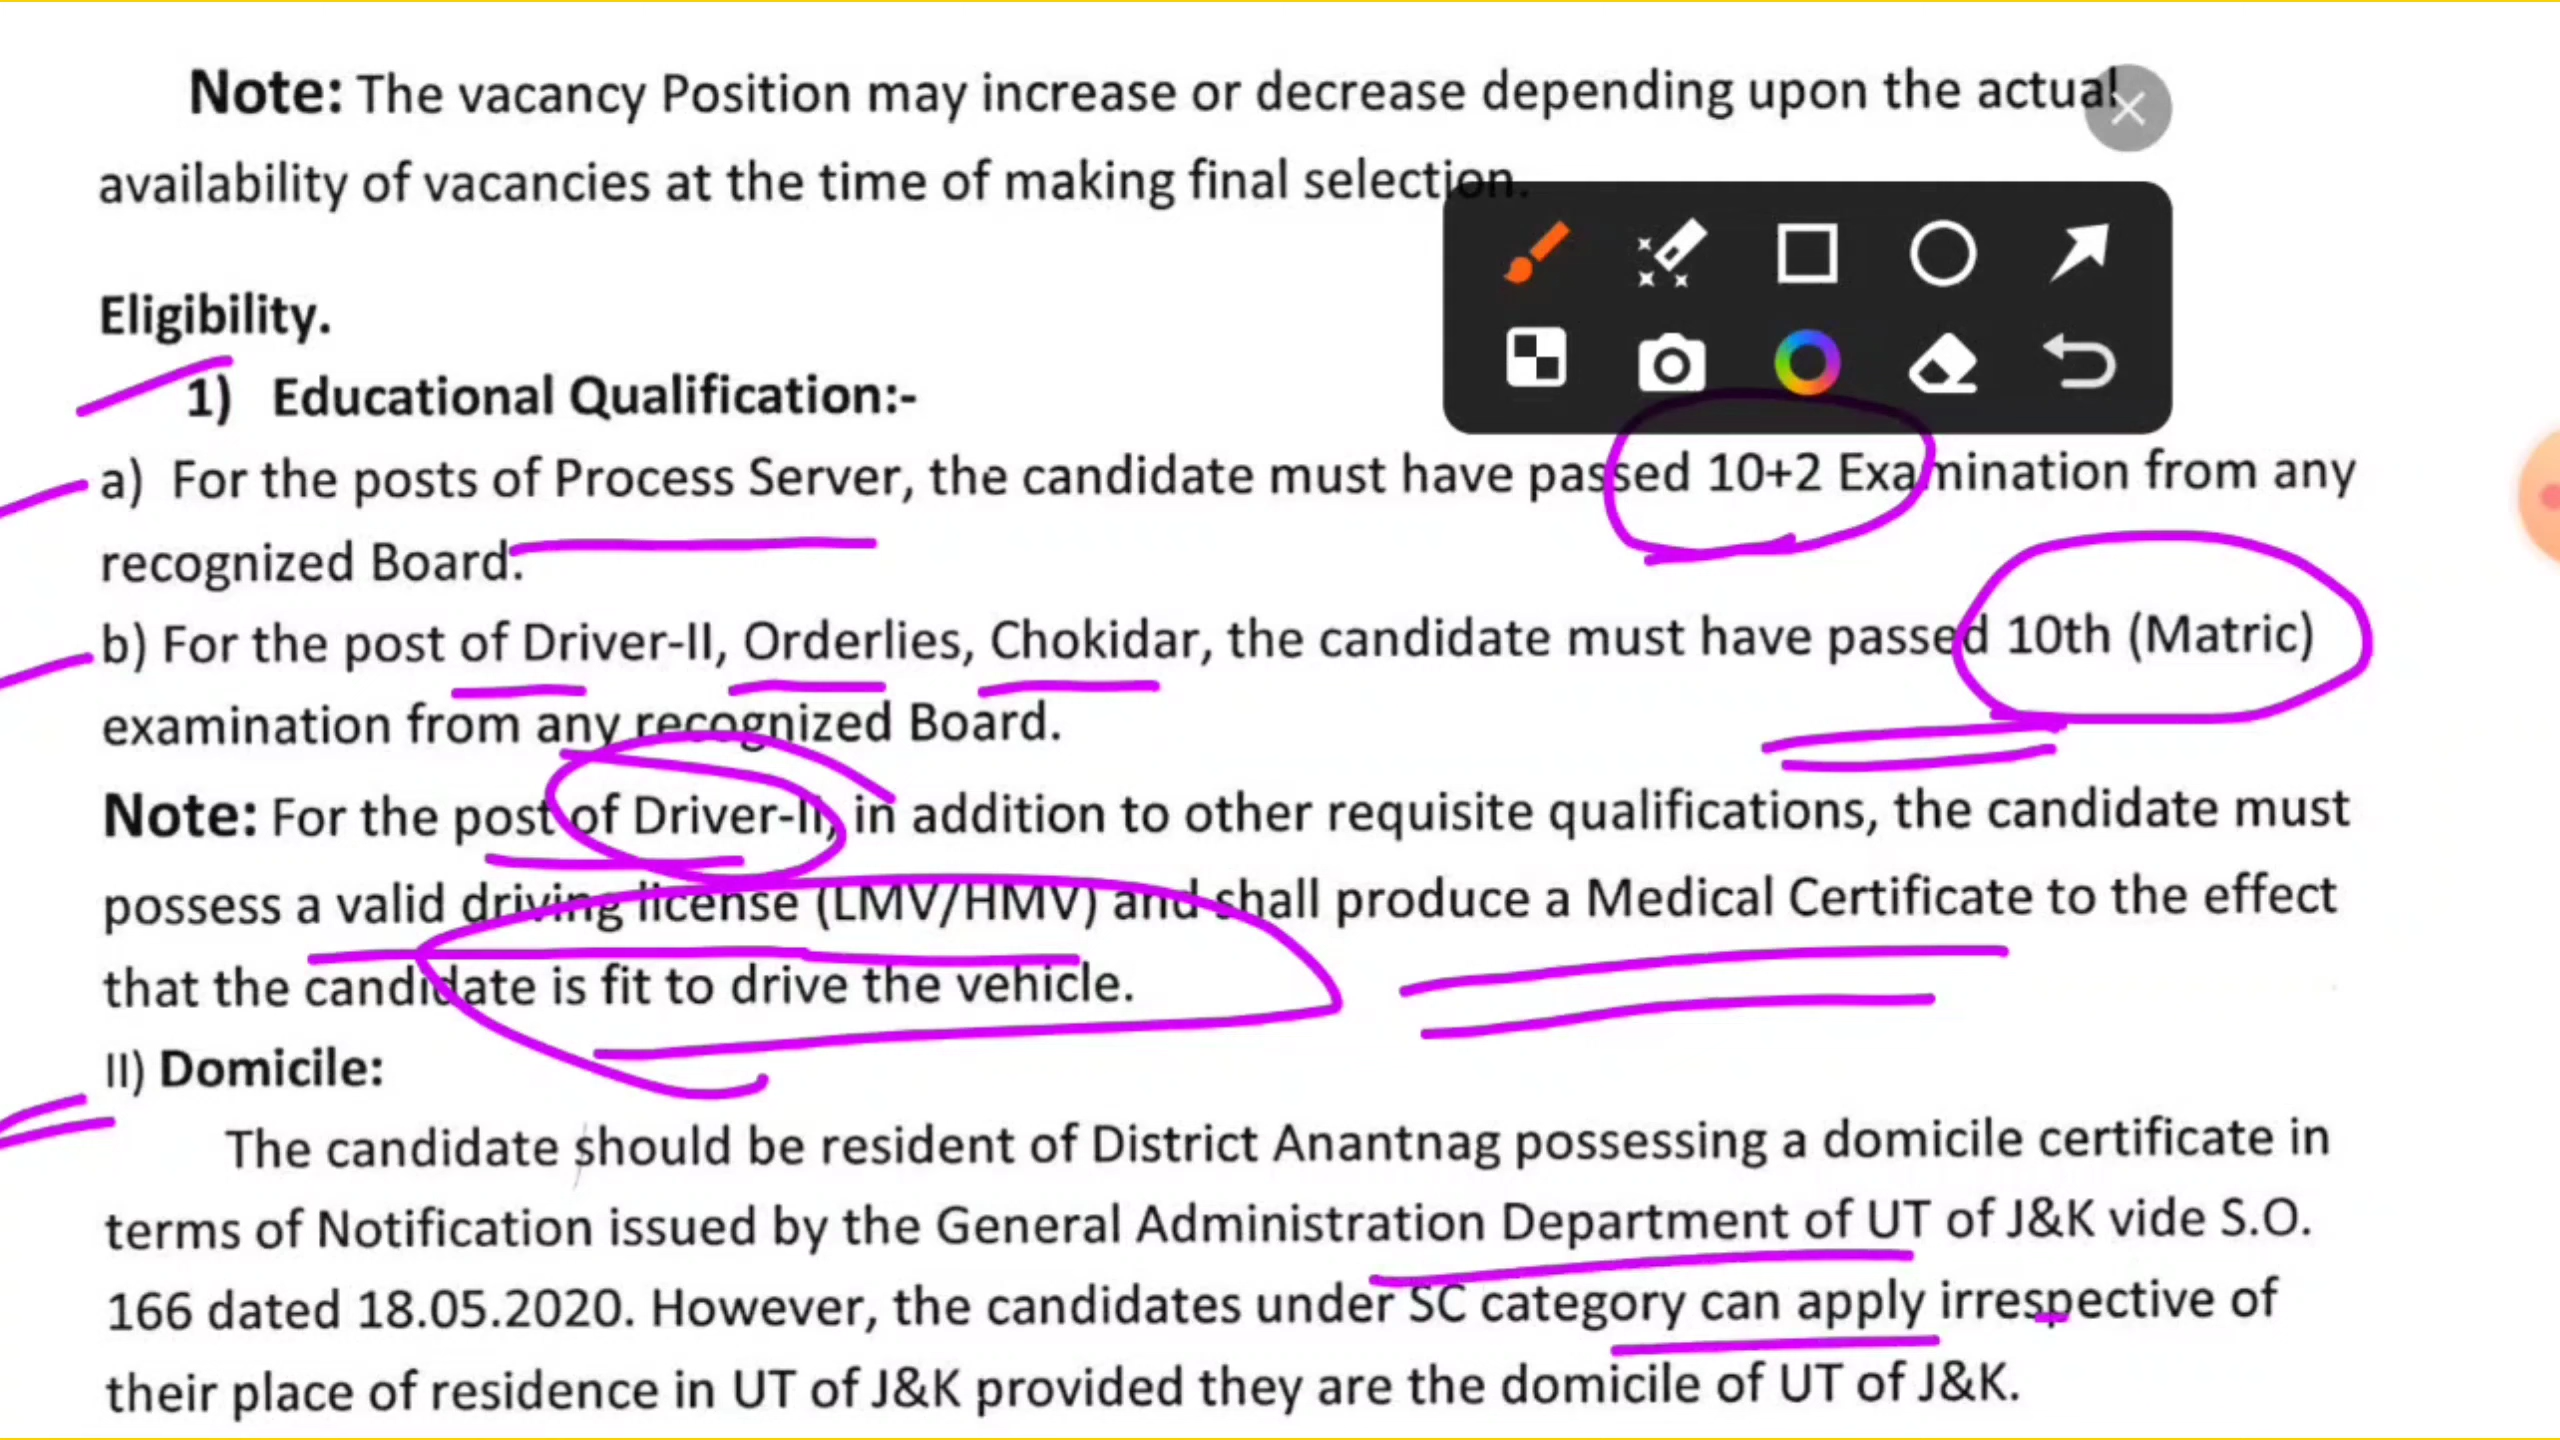 Note: The vacancy Position may increase or decrease depending upon the actual
availability of vacancies at the time of making final selection.
Eligibility.
1) Educational Qualification:-
a) For the posts of Process Server, the candidate must have passed 10+2 Examination from any
recognized Board.
b) For the post of Driver-II, Orderlies, Chokidar, the candidate must have passed 10th (Matric)
examination from any recognized Board.
Note: For the post of Driver-II, in addition to other requisite qualifications, the candidate must
possess a valid driving license (LMV/HMV) and shall produce a Medical Certificate to the effect
that the candidate is fit to drive the vehicle.
II) Domicile:
The candidate should be resident of District Anantnag possessing a domicile certificate in
terms of Notification issued by the General Administration Department of UT of J&K vide S.O.
166 dated 18.05.2020. However, the candidates under SC category can apply irrespective of
their place of residence in UT of J&K provided they are the domicile of UT of J&K.